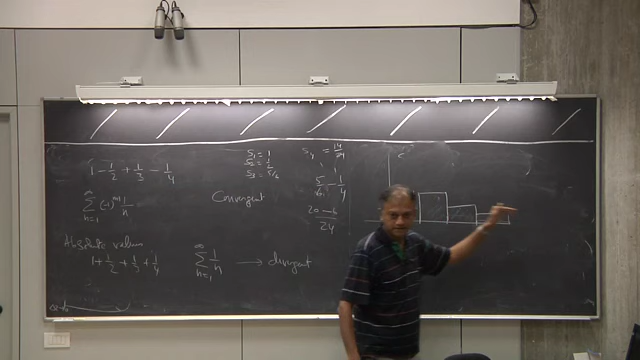 1 - 1/2 + 1/3 - 1/4
∞
∑ (-1)ⁿ⁺¹ 1/n
n=1
Convergent
Absolute values
1 + 1/2 + 1/3 + 1/4
∞
∑ 1/n → divergent
n=1
S₁ = 1
S₂ = 1/2
S₃ = 5/6
S₄ = 14/24
5/6 - 1/4
20 - 6
24